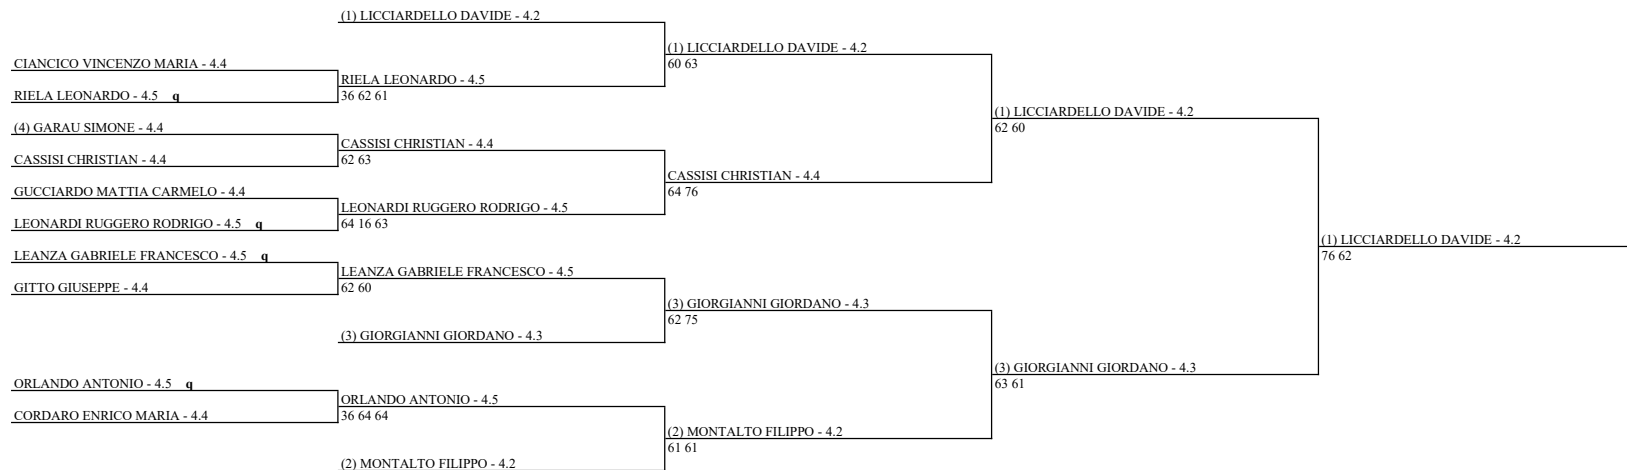 (1) LICCIARDELLO DAVIDE - 4.2
(1) LICCIARDELLO DAVIDE - 4.2
CIANCICO VINCENZO MARIA - 4.4
60 63
RIELA LEONARDO - 4.5
RIELA LEONARDO - 4.5 q
36 62 61
(1) LICCIARDELLO DAVIDE - 4.2
(4) GARAU SIMONE - 4.4
62 60
CASSISI CHRISTIAN - 4.4
CASSISI CHRISTIAN - 4.4
62 63
CASSISI CHRISTIAN - 4.4
GUCCIARDO MATTIA CARMELO - 4.4
64 76
LEONARDI RUGGERO RODRIGO - 4.5
LEONARDI RUGGERO RODRIGO - 4.5 q
64 16 63
(1) LICCIARDELLO DAVIDE - 4.2
LEANZA GABRIELE FRANCESCO - 4.5 q
76 62
LEANZA GABRIELE FRANCESCO - 4.5
GITTO GIUSEPPE - 4.4
62 60
(3) GIORGIANNI GIORDANO - 4.3
62 75
(3) GIORGIANNI GIORDANO - 4.3
(3) GIORGIANNI GIORDANO - 4.3
ORLANDO ANTONIO - 4.5 q
63 61
ORLANDO ANTONIO - 4.5
CORDARO ENRICO MARIA - 4.4
36 64 64
(2) MONTALTO FILIPPO - 4.2
61 61
(2) MONTALTO FILIPPO - 4.2